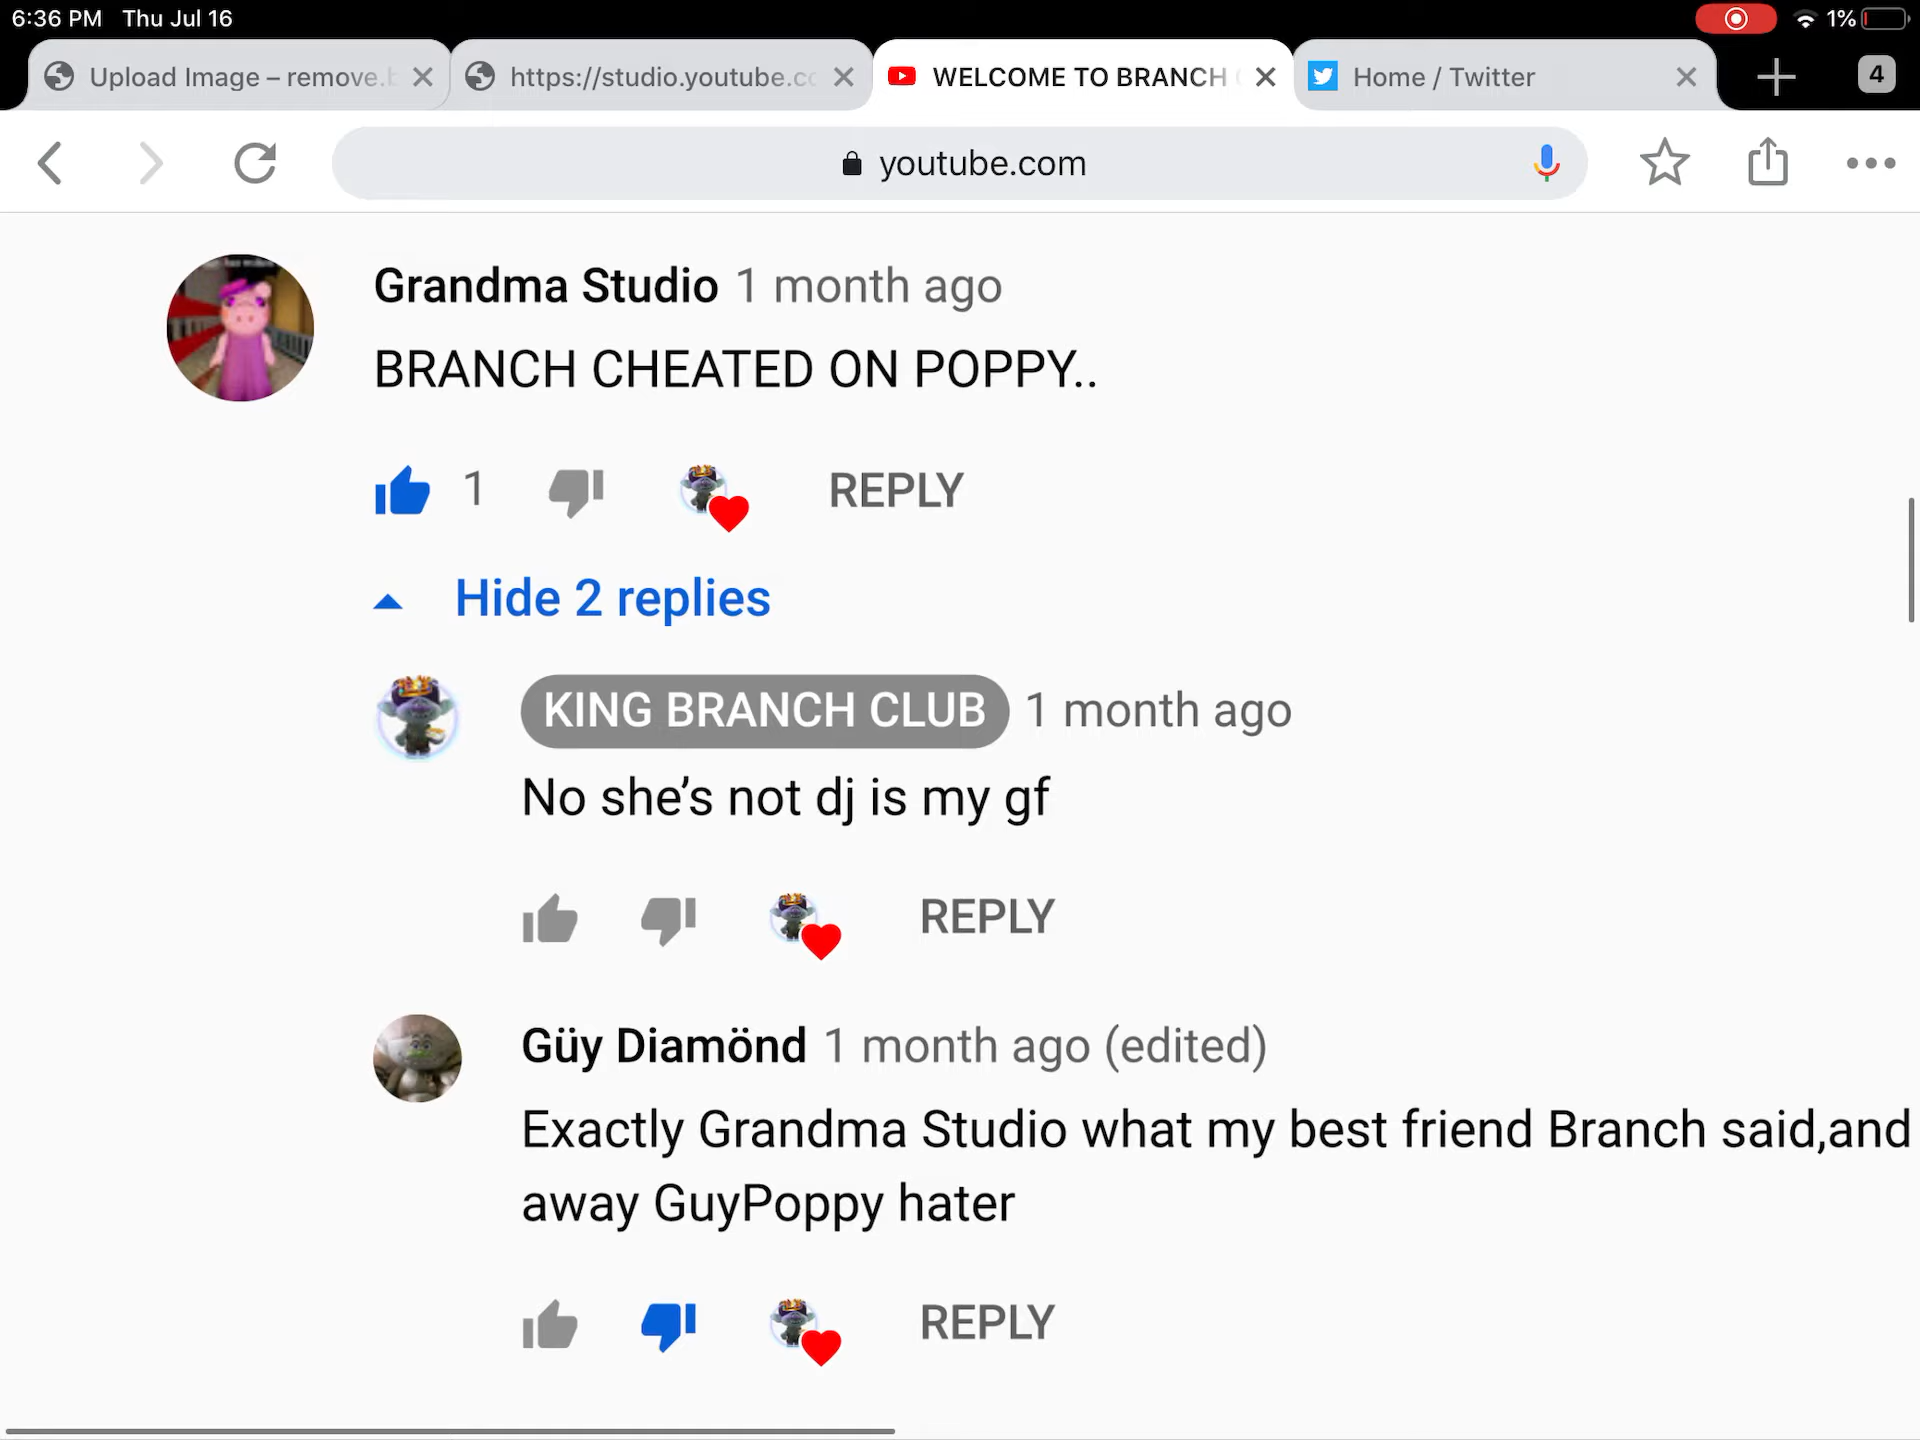 6:36 PM Thu Jul 16 1%
Upload Image – remove. https://studio.youtube.c WELCOME TO BRANCH Home / Twitter 4
youtube.com
Grandma Studio 1 month ago
BRANCH CHEATED ON POPPY..
1 REPLY
Hide 2 replies
KING BRANCH CLUB 1 month ago
No she’s not dj is my gf
REPLY
Güy Diamönd 1 month ago (edited)
Exactly Grandma Studio what my best friend Branch said,and
away GuyPoppy hater
REPLY